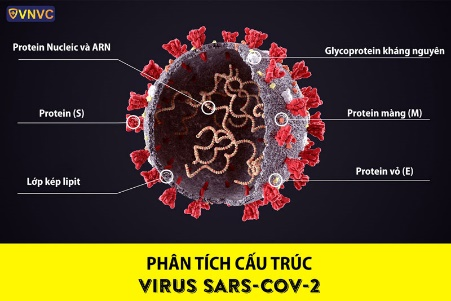 VNVC
Protein Nucleic và ARN
Glycoprotein kháng nguyên
Protein (S)
Protein màng (M)
Lớp kép lipit
Protein vỏ (E)
PHÂN TÍCH CẤU TRÚC
VIRUS SARS-COV-2